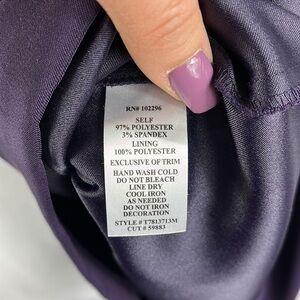 RN# 102296
SELF
97% POLYESTER
3% SPANDEX
LINING
100% POLYESTER
EXCLUSIVE OF TRIM
HAND WASH COLD
DO NOT BLEACH
LINE DRY
COOL IRON
AS NEEDED
DO NOT IRON
DECORATION
STYLE # T7813713M
CUT # 59883